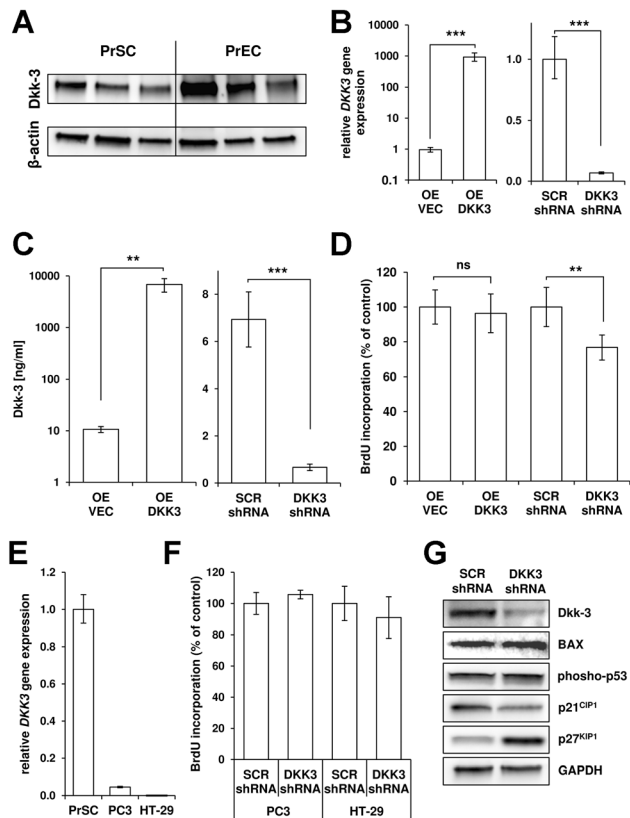 A
PrSC
PrEC
Dkk-3
β-actin
B
relative DKK3 gene
expression
10000
1000
100
10
1
0.1
***
OE
VEC
OE
DKK3
1.0
0.5
0.0
***
SCR
shRNA
DKK3
shRNA
C
Dkk-3 [ng/ml]
10000
1000
100
10
1
**
OE
VEC
OE
DKK3
8
6
4
2
0
***
SCR
shRNA
DKK3
shRNA
D
BrdU incorporation (% of control)
120
100
80
60
40
20
0
ns
**
OE
VEC
OE
DKK3
SCR
shRNA
DKK3
shRNA
E
relative DKK3 gene expression
1.2
1.0
0.8
0.6
0.4
0.2
0.0
PrSC
PC3
HT-29
F
BrdU incorporation (% of control)
120
100
80
60
40
20
0
SCR
shRNA
DKK3
shRNA
SCR
shRNA
DKK3
shRNA
PC3
HT-29
G
SCR
shRNA
DKK3
shRNA
Dkk-3
BAX
phosho-p53
p21CIP1
p27KIP1
GAPDH